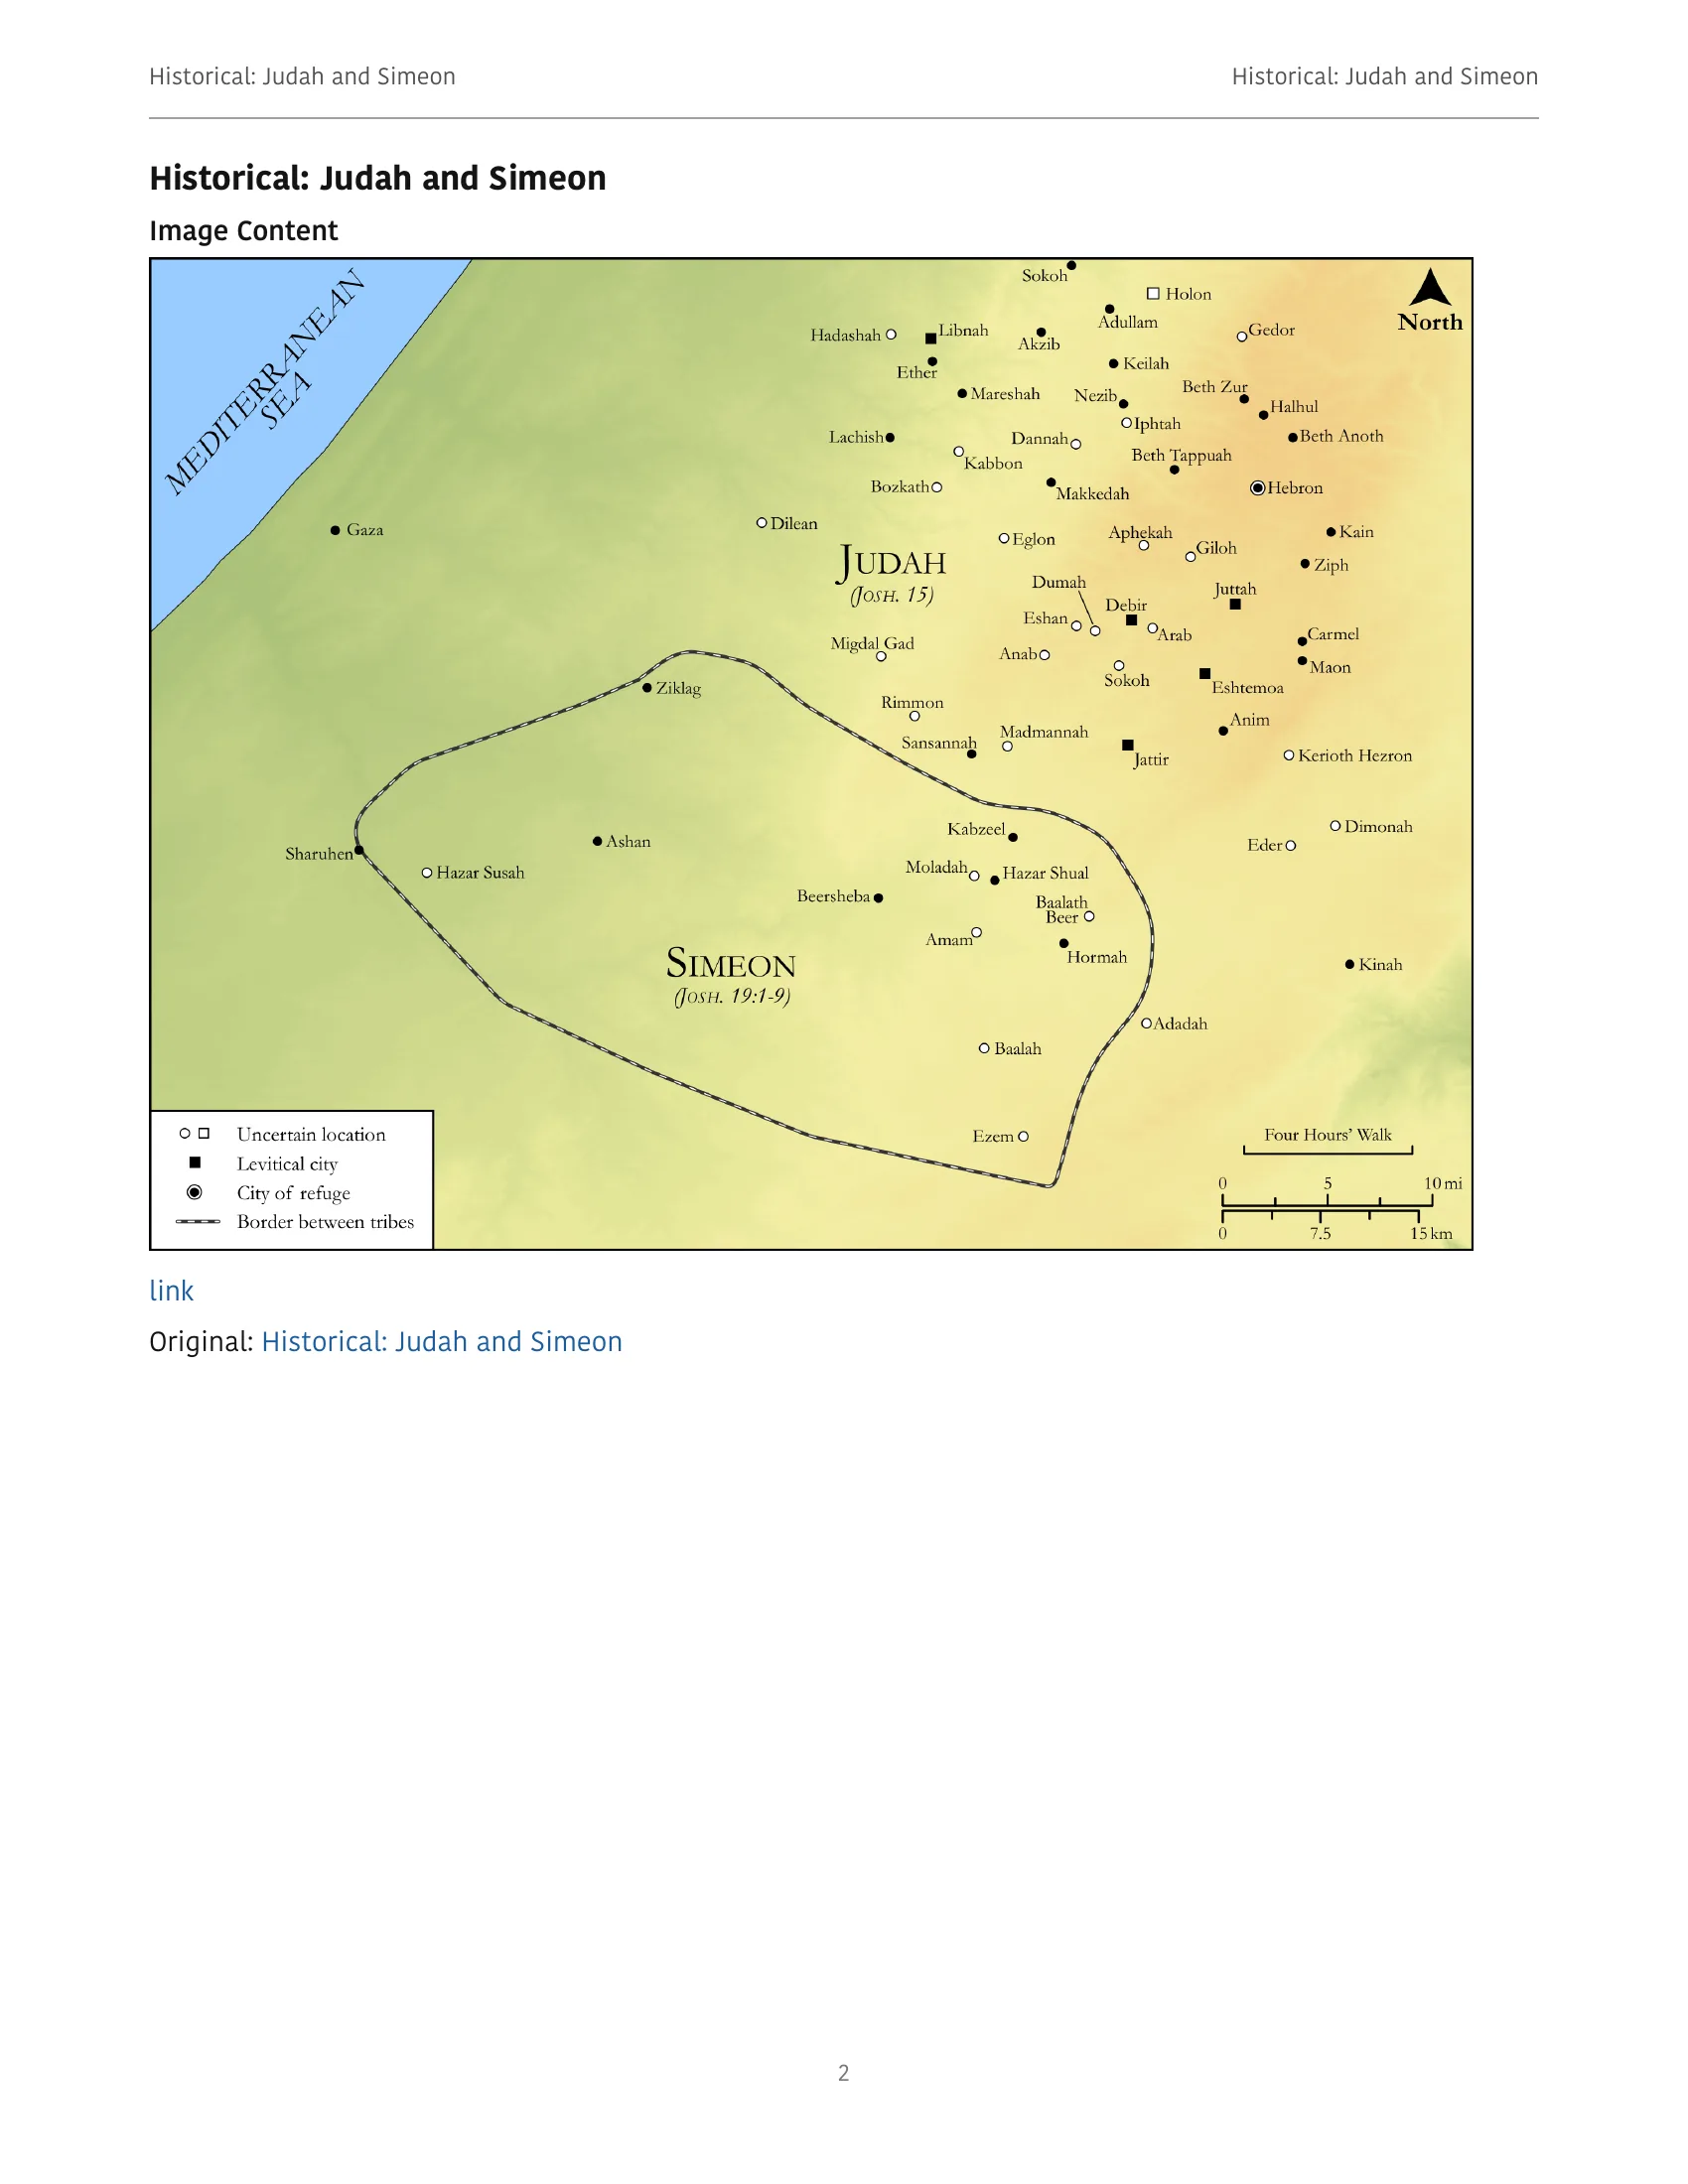 Historical: Judah and Simeon
Historical: Judah and Simeon
Historical: Judah and Simeon
Image Content
MEDITERRANEAN
SEA
Sokoh
Holon
North
Adullam
Hadashah
Libnah
Akzib
Gedor
Ether
Keilah
Mareshah
Nezib
Beth Zur
Halhul
Iphtah
Lachish
Dannah
Beth Anoth
Kabbon
Beth Tappuah
Bozkath
Makkedah
Hebron
Gaza
Dilean
Eglon
Aphekah
Kain
Giloh
JUDAH
(JOSH. 15)
Ziph
Dumah
Juttah
Debir
Eshan
Arab
Carmel
Migdal Gad
Anab
Maon
Sokoh
Eshtemoa
Ziklag
Rimmon
Anim
Sansannah
Madmannah
Jattir
Kerioth Hezron
Kabzeel
Dimonah
Ashan
Eder
Sharuhen
Hazar Susah
Moladah
Hazar Shual
Beersheba
Baalath
Beer
Amam
Hormah
SIMEON
(JOSH. 19:1-9)
Kinah
Adadah
Baalah
Ezem
Uncertain location
Levitical city
City of refuge
Border between tribes
Four Hours' Walk
0 5 10 mi
0 7.5 15 km
link
Original: Historical: Judah and Simeon
2